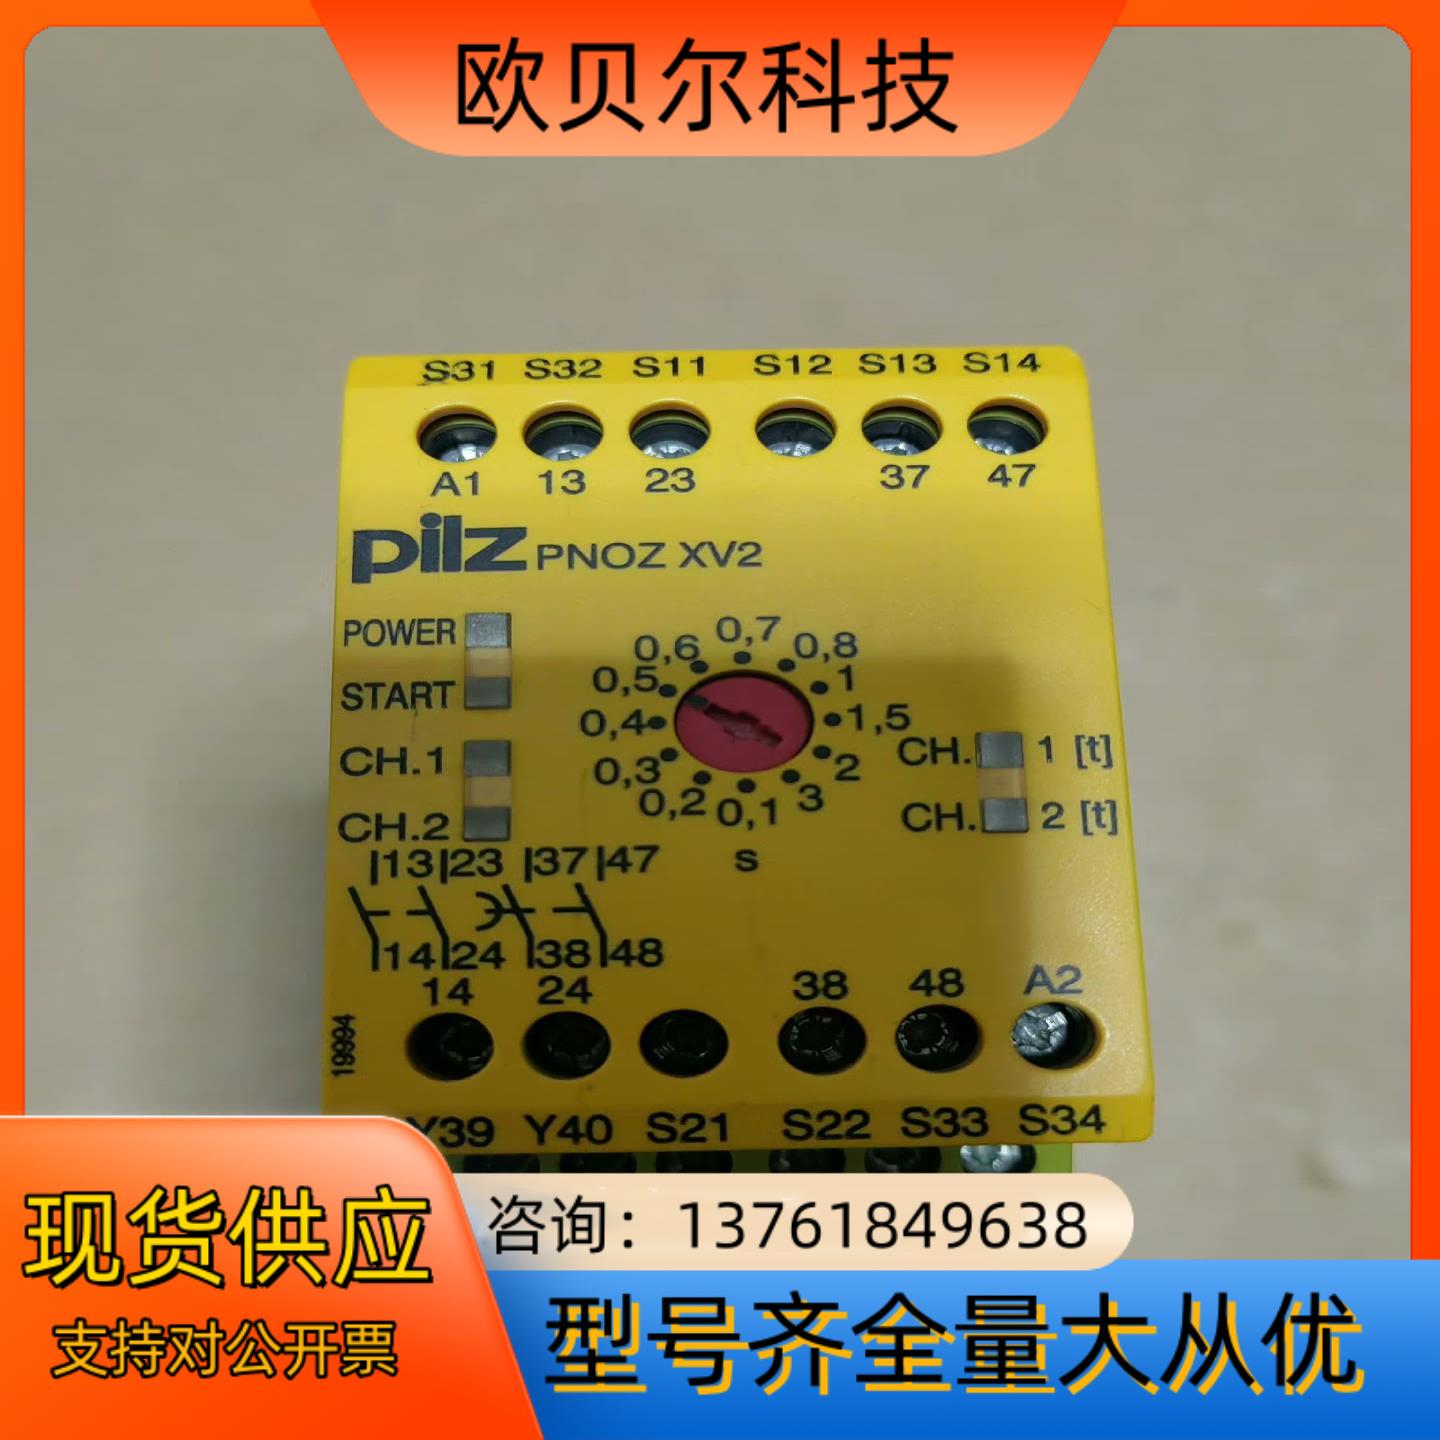 欧贝尔科技
S31 S32 S11 S12 S13 S14
A1 13 23 37 47
pilz PNOZ XV2
POWER
START
CH.1
CH.2
0,7
0,6 0,8
0,5 1
0,4 1,5
0,3 2
0,2 0,1 3
s
CH. 1 [t]
CH. 2 [t]
13 23 37 47
14 24 38 48
14 24 38 48 A2
19994
Y39 Y40 S21 S22 S33 S34
现货供应
支持对公开票
咨询：13761849638
型号齐全量大从优